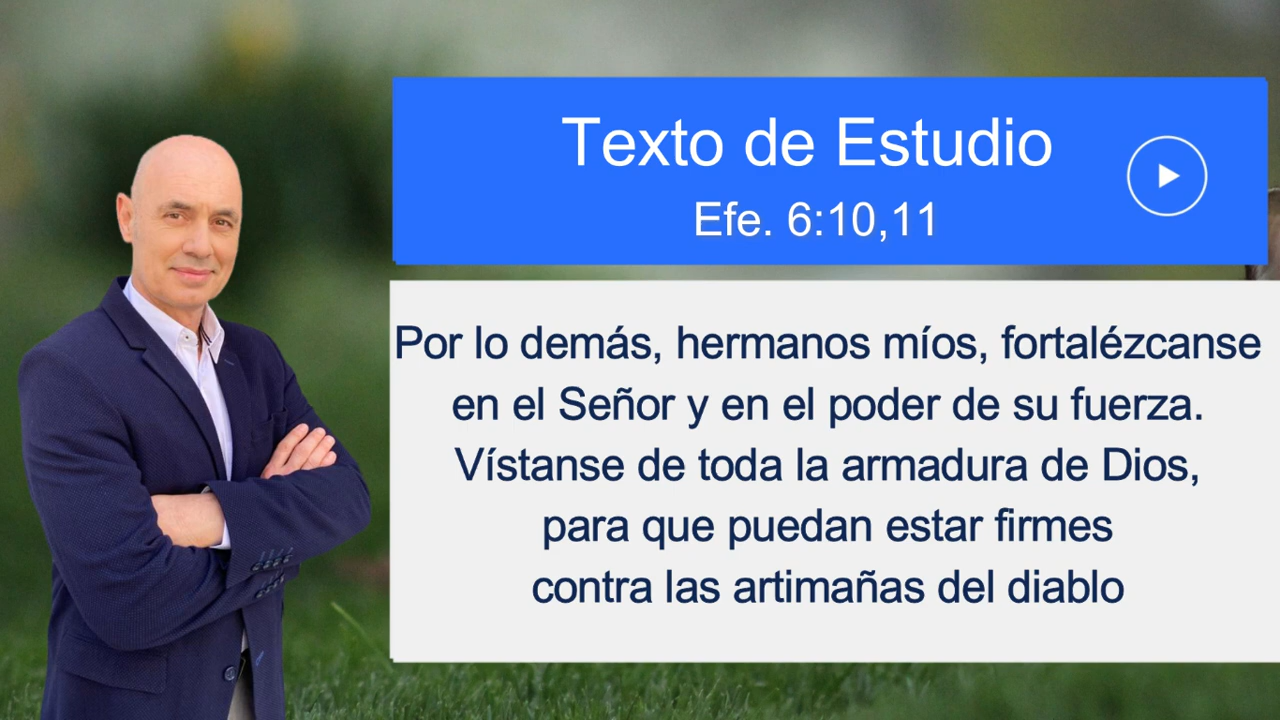 Texto de Estudio
Efe. 6:10,11
Por lo demás, hermanos míos, fortalézcanse
en el Señor y en el poder de su fuerza.
Vístanse de toda la armadura de Dios,
para que puedan estar firmes
contra las artimañas del diablo